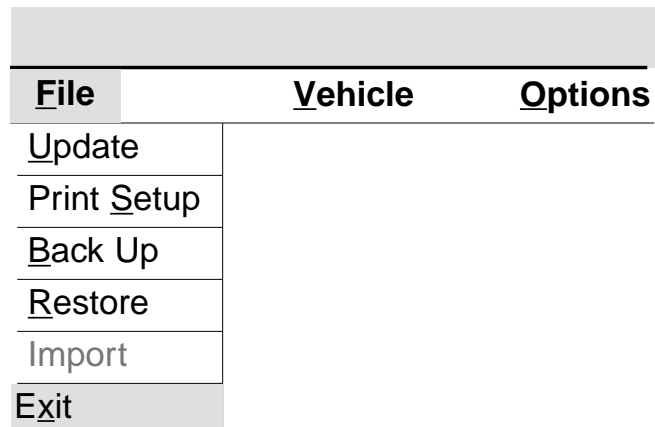 File Vehicle Options
Update
Print Setup
Back Up
Restore
Import
Exit